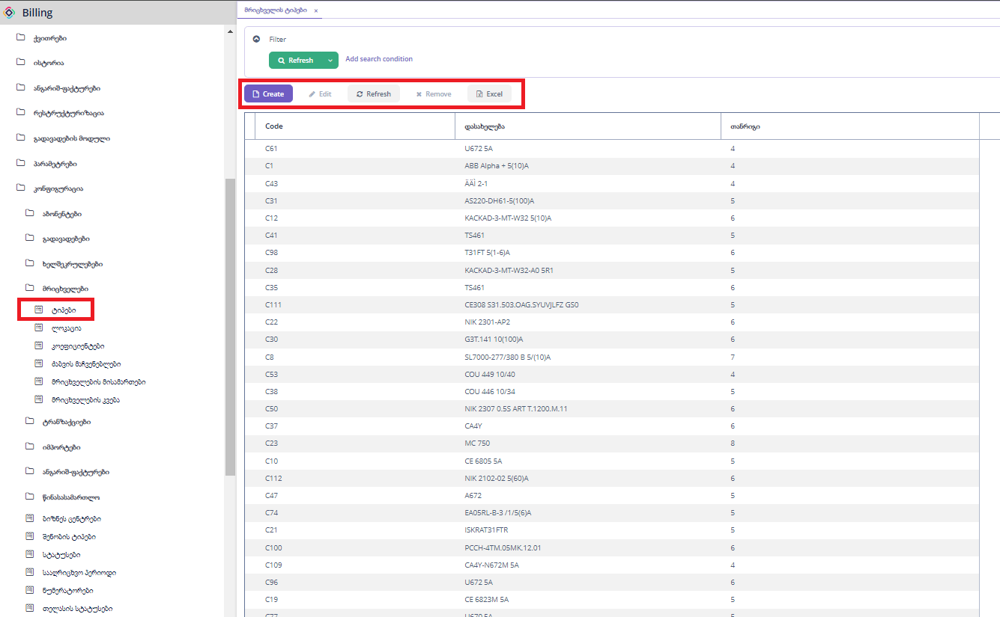 Billing
ქვითრები
ისტორია
ანგარიშ-ფაქტურები
რესტრუქტურიზაცია
გადავადების მოდული
პარამეტრები
კონფიგურაცია
აბონენტები
გადავადებები
ხელშეკრულებები
მრიცხველები
ტიპები
ლოკაცია
კოეფიციენტები
ძაბვის მაჩვენებლები
მრიცხველების მისამართები
მრიცხველების კვება
ტრანზაქციები
იმპორტები
ანგარიშ-ფაქტურები
წინასასამართლო
ბიზნეს ცენტრები
შენობის ტიპები
სტატუსები
სააღრიცხვო პერიოდი
ნუმერატორები
თელასის სტატუსები
მრიცხველის ტიპები ×
Filter
Refresh Add search condition
Create Edit Refresh Remove Excel
Code დასახელება თანრიგი
C61 U672 5A 4
C1 ABB Alpha + 5(10)A 4
C43 ÄÄÌ 2-1 4
C31 AS220-DH61-5(100)A 5
C12 KACKAD-3-MT-W32 5(10)A 6
C41 TS461 5
C98 T31FT 5(1-6)A 6
C28 KACKAD-3-MT-W32-A0 5R1 5
C35 TS461 6
C111 CE308 S31.503.OAG.SYUVJLFZ GS0 5
C22 NIK 2301-AP2 6
C30 G3T.141 10(100)A 6
C8 SL7000-277/380 B 5/(10)A 7
C53 COU 449 10/40 4
C38 COU 446 10/34 5
C50 NIK 2307 0.5S ART T.1200.M.11 6
C37 CA4Y 6
C23 MC 750 8
C10 CE 6805 5A 5
C112 NIK 2102-02 5(60)A 6
C47 A672 5
C74 EA05RL-B-3 /1/5(6)A 5
C21 ISKRAT31FTR 5
C100 PCCH-4TM.05MK.12.01 6
C109 CA4Y-N672M 5A 4
C96 U672 5A 6
C19 CE 6823M 5A 5
C77 U670 5A 5